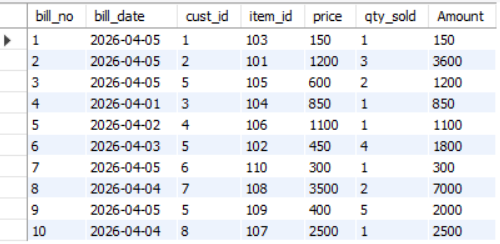 bill_no bill_date cust_id item_id price qty_sold Amount
1 2026-04-05 1 103 150 1 150
2 2026-04-05 2 101 1200 3 3600
3 2026-04-05 5 105 600 2 1200
4 2026-04-01 3 104 850 1 850
5 2026-04-02 4 106 1100 1 1100
6 2026-04-03 5 102 450 4 1800
7 2026-04-05 6 110 300 1 300
8 2026-04-04 7 108 3500 2 7000
9 2026-04-05 5 109 400 5 2000
10 2026-04-04 8 107 2500 1 2500